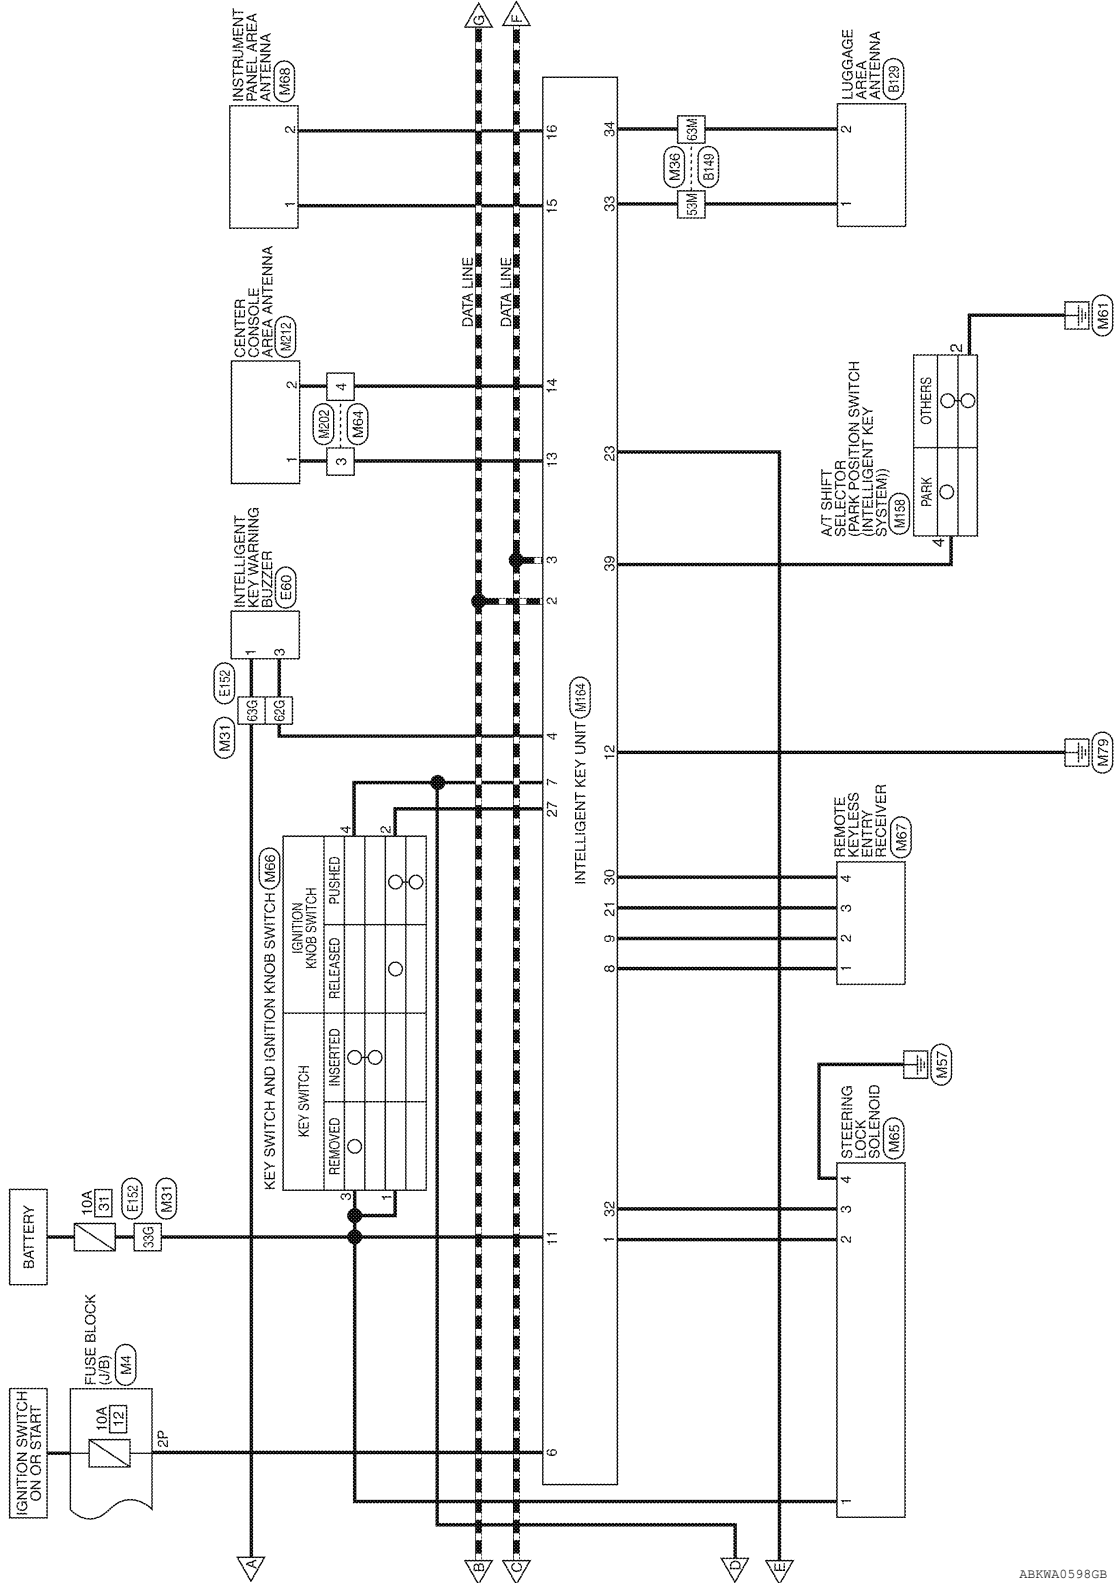 IGNITION SWITCH
ON OR START
FUSE BLOCK
(J/B)
M4
10A
12
2P
BATTERY
10A
31
E152
33G
M31
KEY SWITCH AND IGNITION KNOB SWITCH
M66
KEY SWITCH
IGNITION
KNOB SWITCH
REMOVED
INSERTED
RELEASED
PUSHED
3
1
4
2
M31
E152
63G
62G
1
3
INTELLIGENT
KEY WARNING
BUZZER
E60
CENTER
CONSOLE
AREA ANTENNA
M212
1
2
3
4
M202
M64
INSTRUMENT
PANEL AREA
ANTENNA
M68
1
2
A
B
C
D
E
DATA LINE
DATA LINE
G
F
6
11
27
7
4
2
3
13
14
15
16
INTELLIGENT KEY UNIT
M164
1
32
8
9
21
30
12
39
23
33
34
STEERING
LOCK
SOLENOID
M65
1
2
3
4
M57
REMOTE
KEYLESS
ENTRY
RECEIVER
M67
1
2
3
4
M79
A/T SHIFT
SELECTOR
(PARK POSITION SWITCH
(INTELLIGENT KEY
SYSTEM))
M158
PARK
OTHERS
4
2
M61
53M
63M
M36
B149
LUGGAGE
AREA
ANTENNA
B129
1
2
ABKWA0598GB